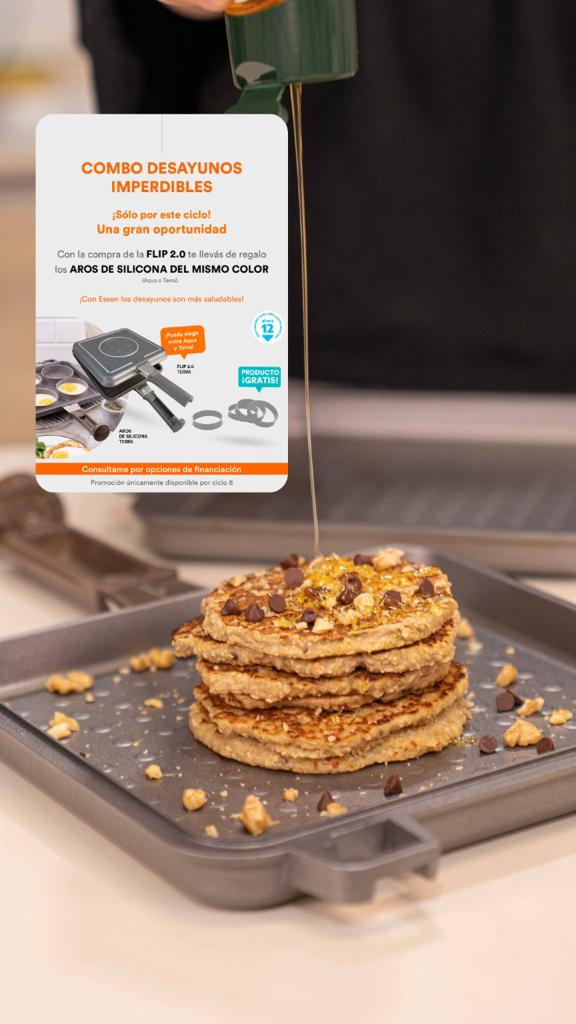 COMBO DESAYUNOS
IMPERDIBLES
¡Sólo por este ciclo!
Una gran oportunidad
Con la compra de la FLIP 2.0 te llevás de regalo
los AROS DE SILICONA DEL MISMO COLOR
(Aqua o Terra).
¡Con Essen los desayunos son más saludables!
¡Puede elegir
entre Aqua
y Terra!
FLIP 2.0
TERRA
12
PRODUCTO
¡GRATIS!
AROS
DE SILICONA
TERRA
Consultame por opciones de financiación
Promoción únicamente disponible por ciclo 8